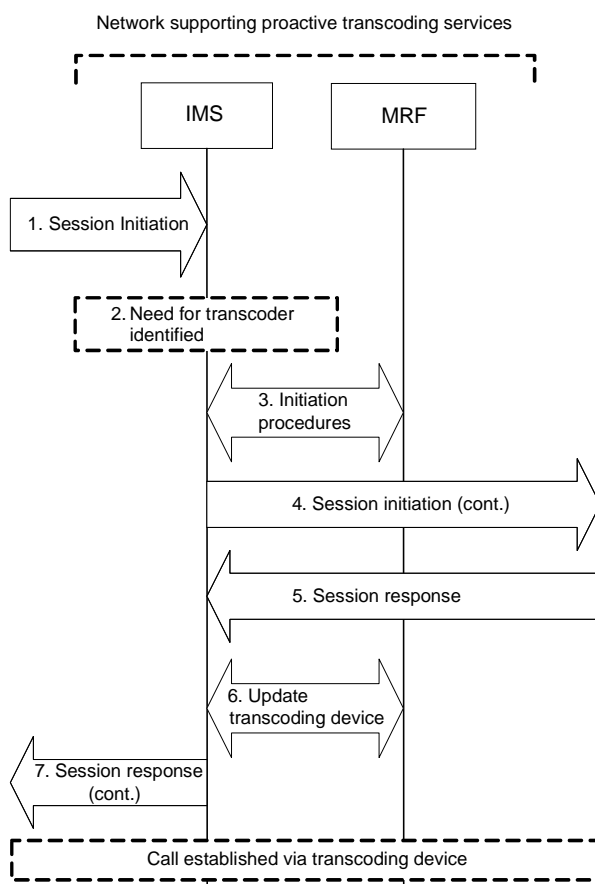 Network supporting proactive transcoding services
IMS
MRF
1. Session Initiation
2. Need for transcoder
identified
3. Initiation
procedures
4. Session initiation (cont.)
5. Session response
6. Update
transcoding device
7. Session response
(cont.)
Call established via transcoding device